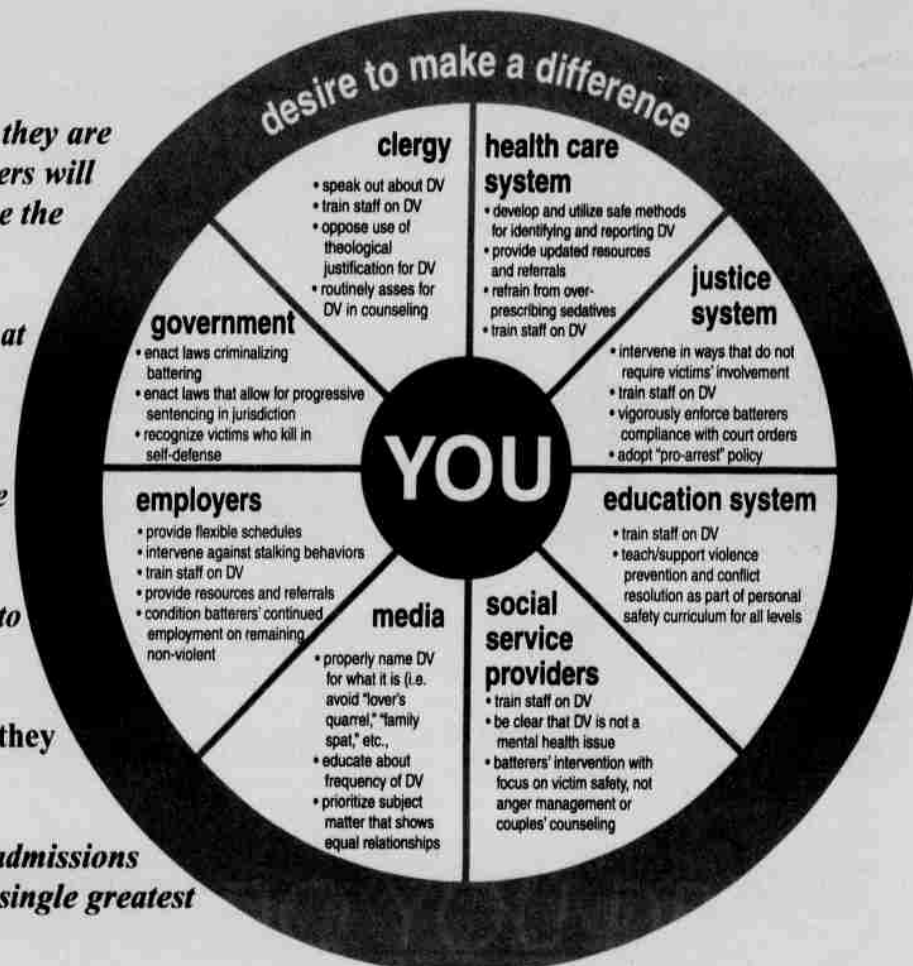 desire to make a difference
they are
ers will
e the
at
e
to
they
admissions
single greatest
clergy
• speak out about DV
• train staff on DV
• oppose use of
theological
justification for DV
• routinely asses for
DV in counseling
health care
system
• develop and utilize safe methods
for identifying and reporting DV
• provide updated resources
and referrals
• refrain from over-
prescribing sedatives
• train staff on DV
justice
system
• intervene in ways that do not
require victims' involvement
• train staff on DV
• vigorously enforce batterers
compliance with court orders
• adopt "pro-arrest" policy
education system
• train staff on DV
• teach/support violence
prevention and conflict
resolution as part of personal
safety curriculum for all levels
social
service
providers
• train staff on DV
• be clear that DV is not a
mental health issue
• batterers' intervention with
focus on victim safety, not
anger management or
couples' counseling
media
• properly name DV
for what it is (i.e.
avoid "lover's
quarrel," "family
spat," etc.,
• educate about
frequency of DV
• prioritize subject
matter that shows
equal relationships
employers
• provide flexible schedules
• intervene against stalking behaviors
• train staff on DV
• provide resources and referrals
• condition batterers' continued
employment on remaining
non-violent
government
• enact laws criminalizing
battering
• enact laws that allow for progressive
sentencing in jurisdiction
• recognize victims who kill in
self-defense
YOU